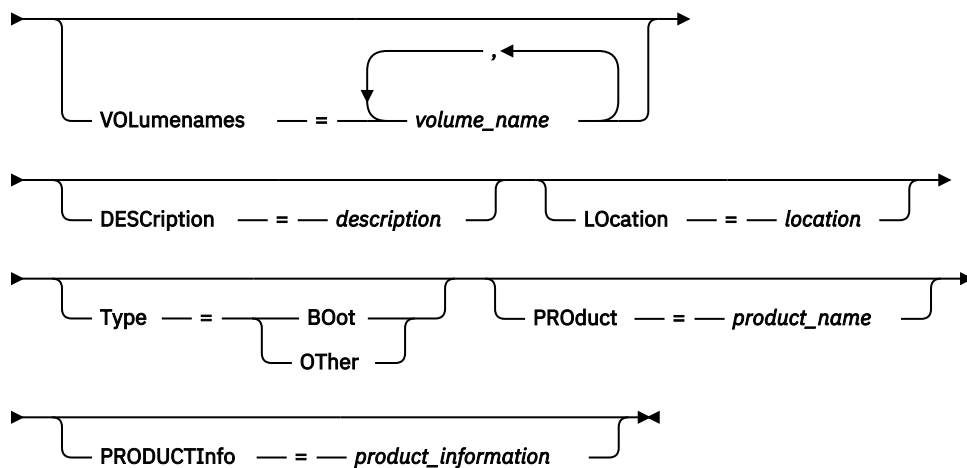 ,
VOLumenames = volume_name
DESCription = description LOcation = location
Type = BOot PROduct = product_name
OTher
PRODUCTInfo = product_information